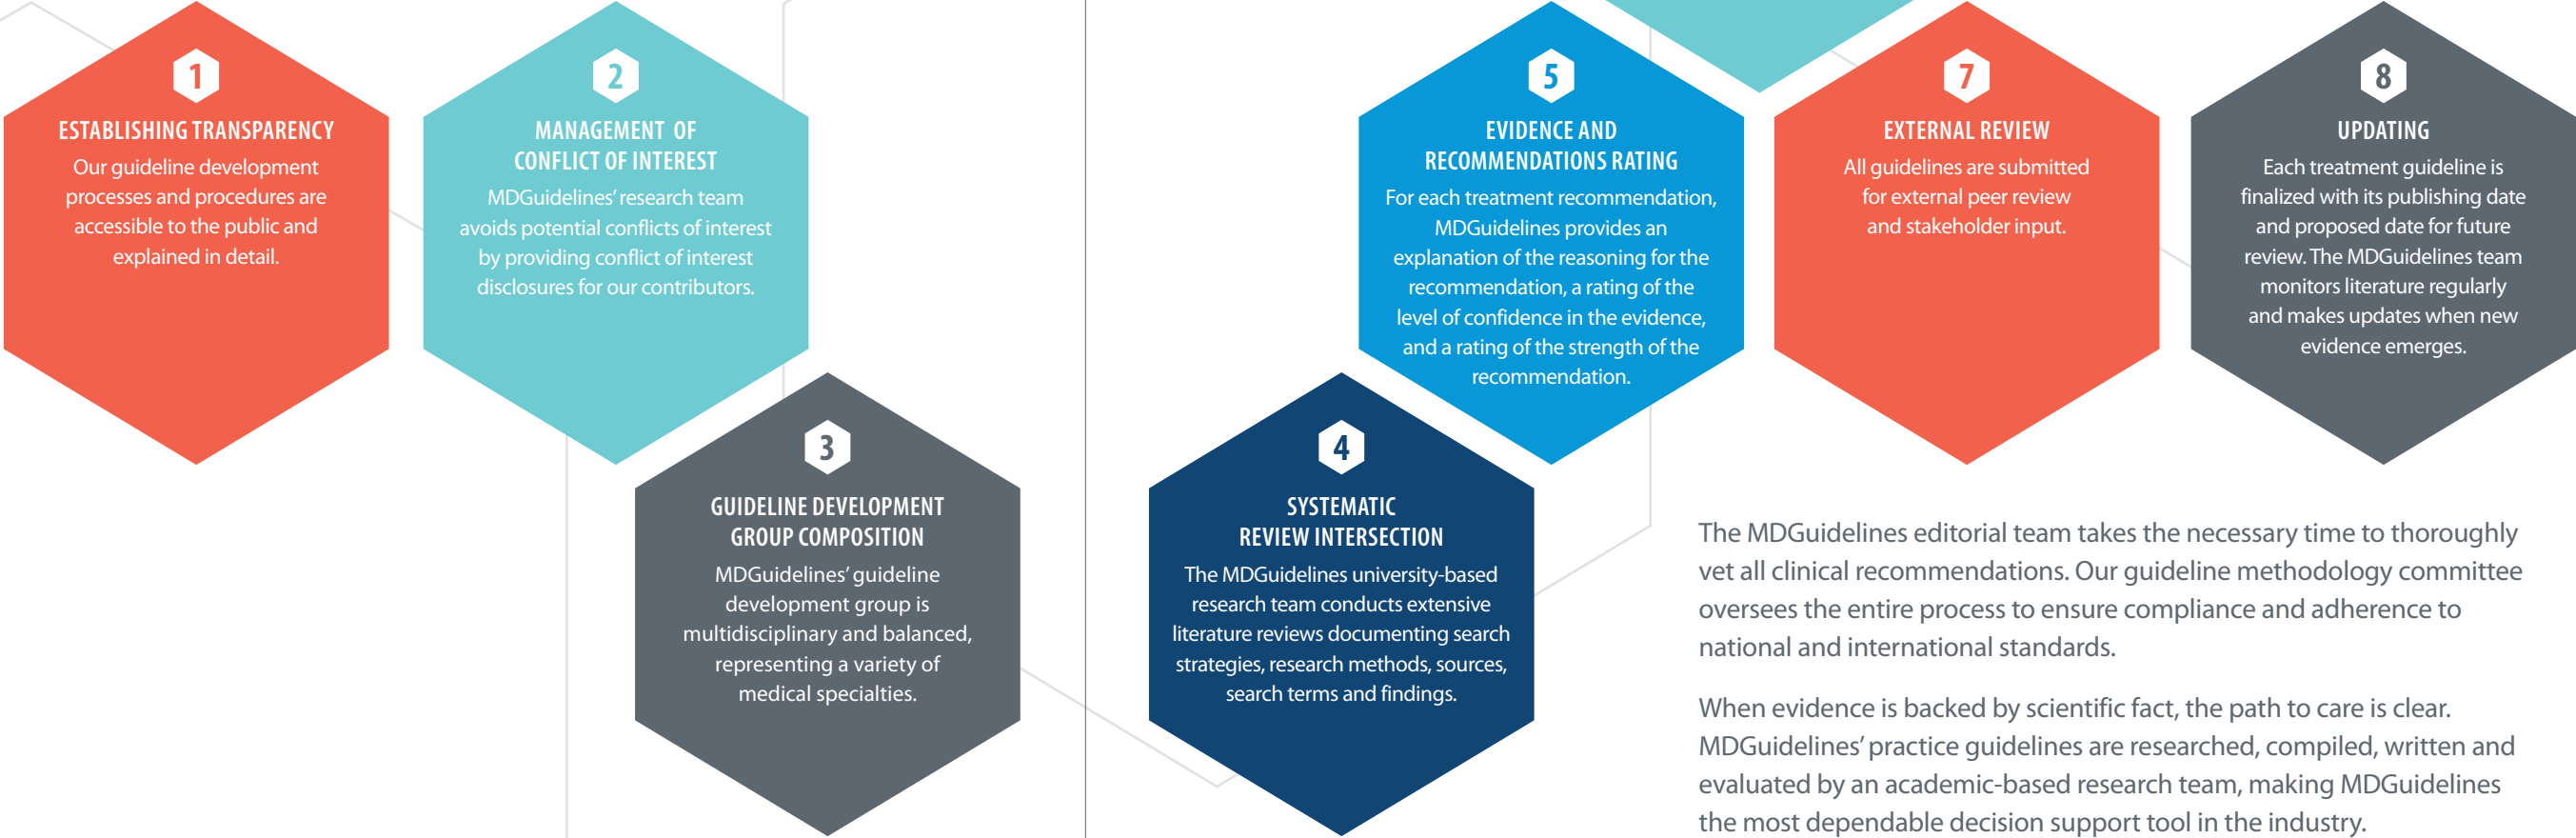 1
ESTABLISHING TRANSPARENCY
Our guideline development
processes and procedures are
accessible to the public and
explained in detail.
2
MANAGEMENT OF
CONFLICT OF INTEREST
MDGuidelines’ research team
avoids potential conflicts of interest
by providing conflict of interest
disclosures for our contributors.
3
GUIDELINE DEVELOPMENT
GROUP COMPOSITION
MDGuidelines’ guideline
development group is
multidisciplinary and balanced,
representing a variety of
medical specialties.
4
SYSTEMATIC
REVIEW INTERSECTION
The MDGuidelines university-based
research team conducts extensive
literature reviews documenting search
strategies, research methods, sources,
search terms and findings.
5
EVIDENCE AND
RECOMMENDATIONS RATING
For each treatment recommendation,
MDGuidelines provides an
explanation of the reasoning for the
recommendation, a rating of the
level of confidence in the evidence,
and a rating of the strength of the
recommendation.
7
EXTERNAL REVIEW
All guidelines are submitted
for external peer review
and stakeholder input.
8
UPDATING
Each treatment guideline is
finalized with its publishing date
and proposed date for future
review. The MDGuidelines team
monitors literature regularly
and makes updates when new
evidence emerges.
The MDGuidelines editorial team takes the necessary time to thoroughly
vet all clinical recommendations. Our guideline methodology committee
oversees the entire process to ensure compliance and adherence to
national and international standards.
When evidence is backed by scientific fact, the path to care is clear.
MDGuidelines’ practice guidelines are researched, compiled, written and
evaluated by an academic-based research team, making MDGuidelines
the most dependable decision support tool in the industry.